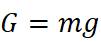 G = mg